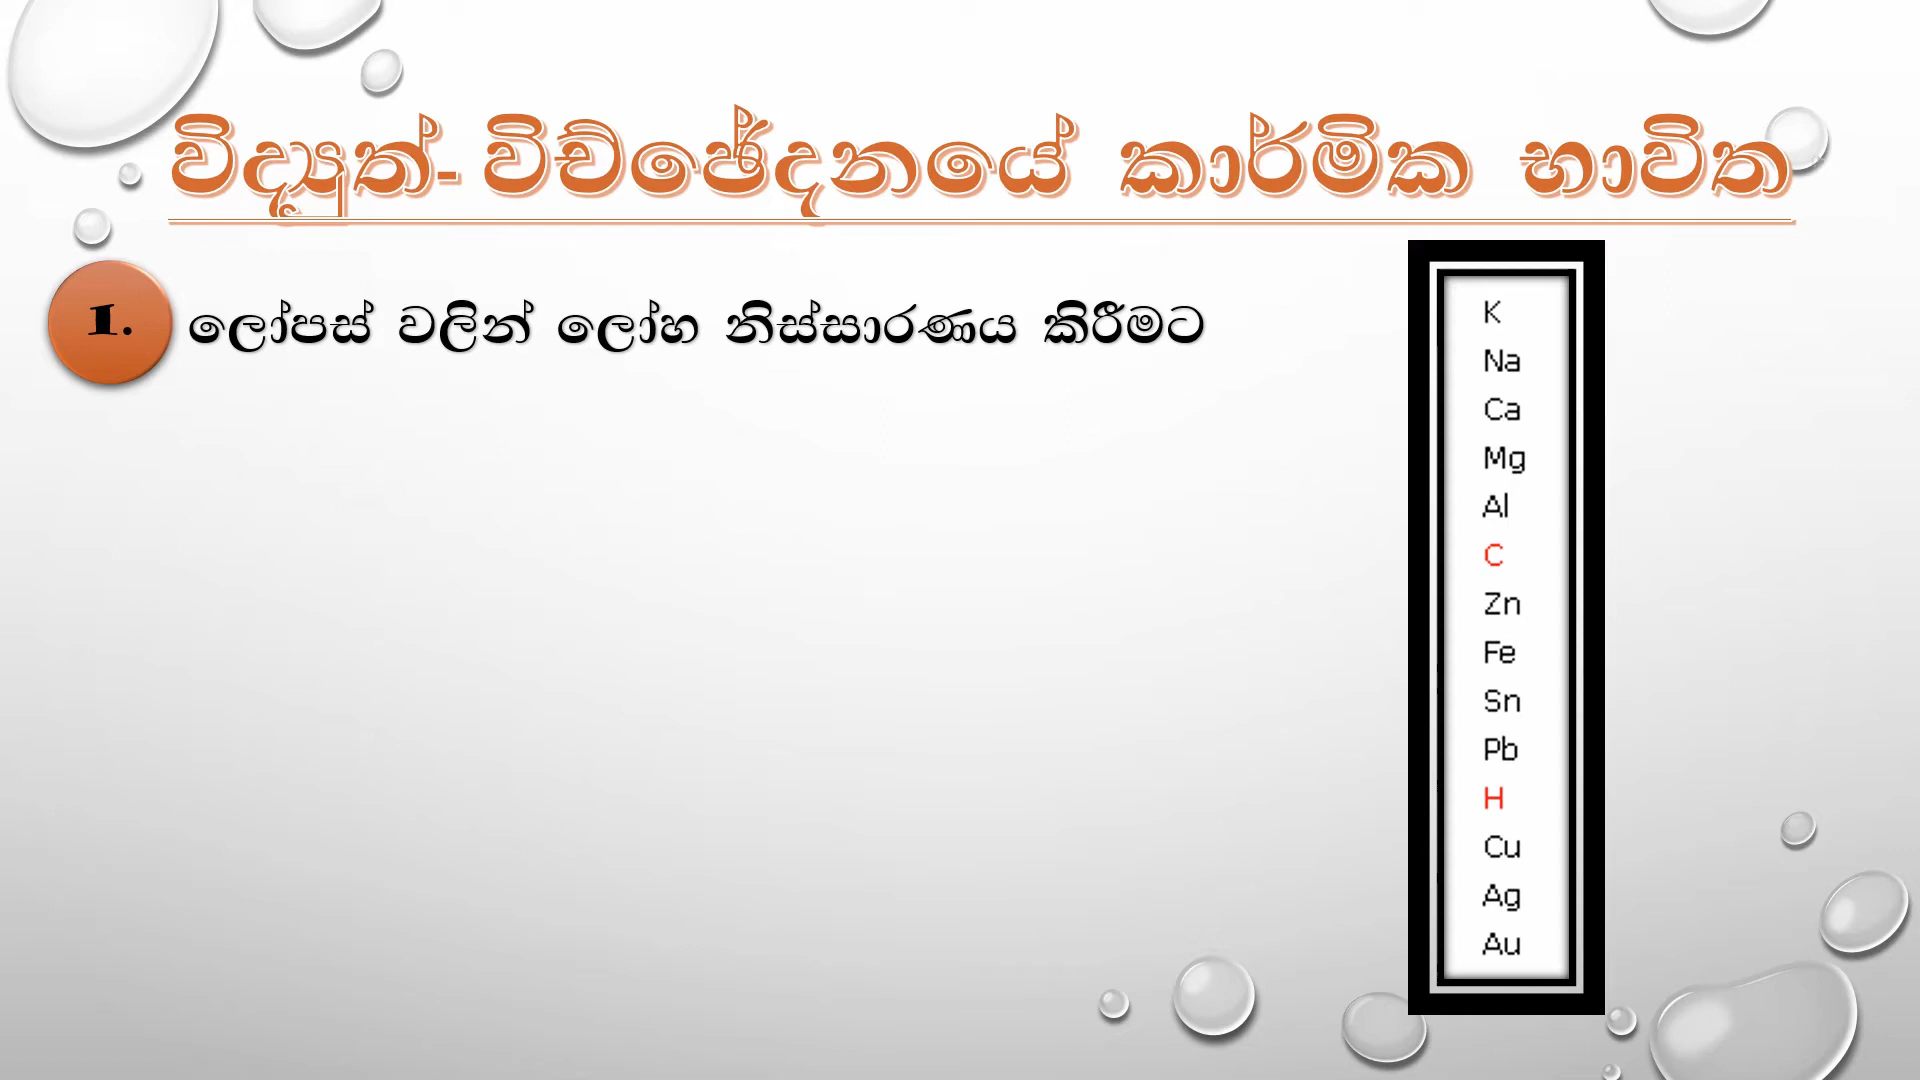 විද්‍යුත්- විච්ඡේදනයේ කාර්මික භාවිත
1. ලෝපස් වලින් ලෝහ නිස්සාරණය කිරීමට
K
Na
Ca
Mg
Al
C
Zn
Fe
Sn
Pb
H
Cu
Ag
Au